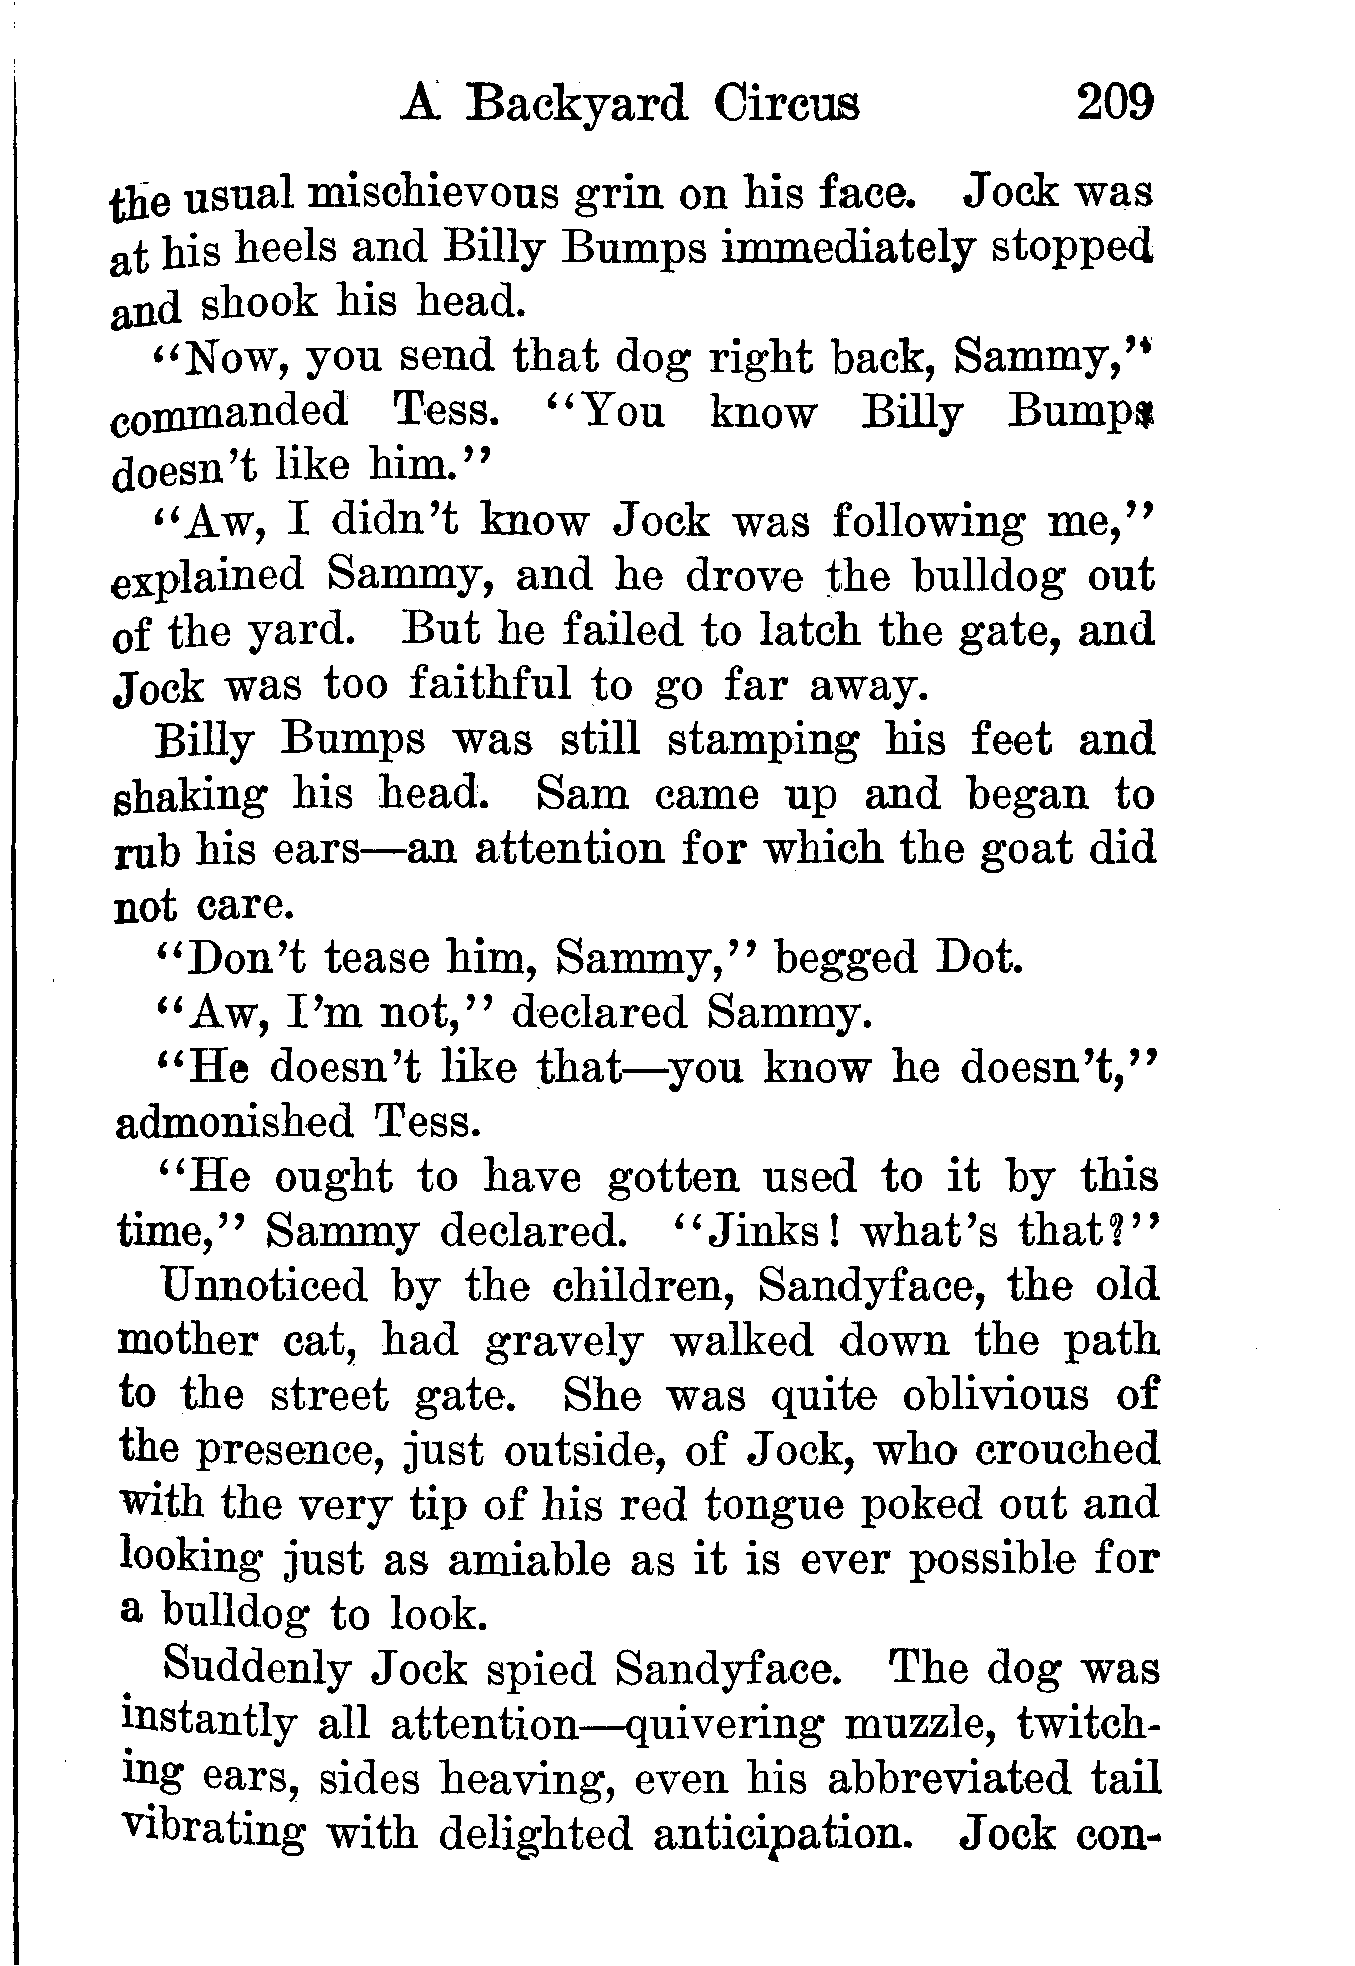 A Backyard Circus 209
the usual mischievous grin on his face. Jock was
at his heels and Billy Bumps immediately stopped
and shook his head.
"Now, you send that dog right back, Sammy,"
commanded Tess. "You know Billy Bumps
doesn't like him."
"Aw, I didn't know Jock was following me,"
explained Sammy, and he drove the bulldog out
of the yard. But he failed to latch the gate, and
Jock was too faithful to go far away.
Billy Bumps was still stamping his feet and
shaking his head. Sam came up and began to
rub his ears—an attention for which the goat did
not care.
"Don't tease him, Sammy," begged Dot.
"Aw, I'm not," declared Sammy.
"He doesn't like that—you know he doesn't,"
admonished Tess.
"He ought to have gotten used to it by this
time," Sammy declared. "Jinks! what's that?"
Unnoticed by the children, Sandyface, the old
mother cat, had gravely walked down the path
to the street gate. She was quite oblivious of
the presence, just outside, of Jock, who crouched
with the very tip of his red tongue poked out and
looking just as amiable as it is ever possible for
a bulldog to look.
Suddenly Jock spied Sandyface. The dog was
instantly all attention—quivering muzzle, twitch-
ing ears, sides heaving, even his abbreviated tail
vibrating with delighted anticipation. Jock con-